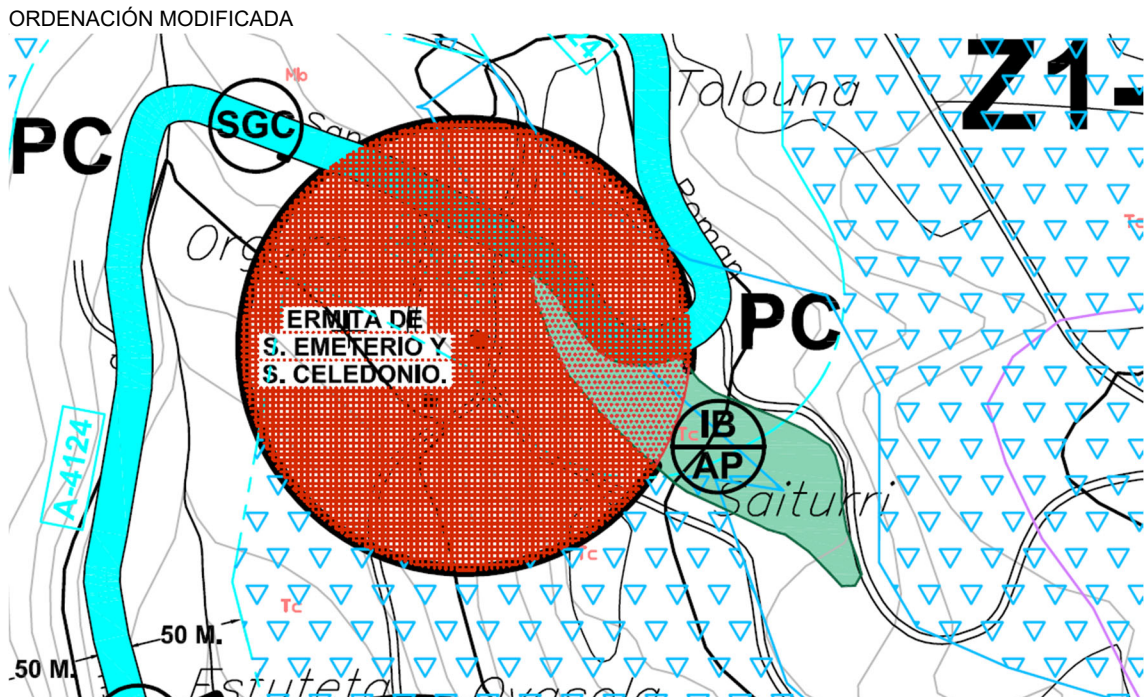 ORDENACIÓN MODIFICADA
Mb
Tolouna
Z1-
SGC
San
PC
Roman
Tc
ERMITA DE
S. EMETERIO Y
S. CELEDONIO.
PC
IB
Tc
AP
A-4124
Saiturri
Tc
Tc
50 M.
50 M.
Estuteta